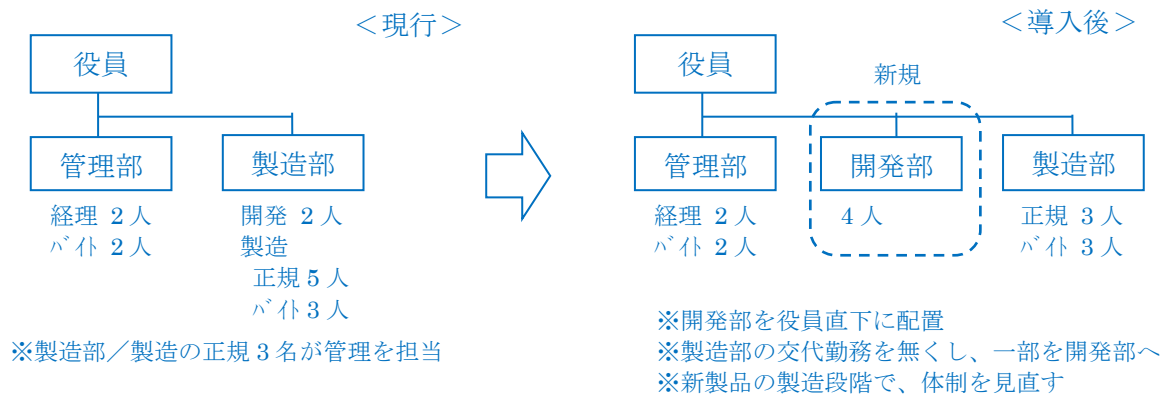 ＜現行＞
役員
管理部
製造部
経理 2人
ﾊﾞｲﾄ 2人
開発 2人
製造
正規 5人
ﾊﾞｲﾄ 3人
※製造部／製造の正規3名が管理を担当
＜導入後＞
役員
新規
管理部
開発部
製造部
経理 2人
ﾊﾞｲﾄ 2人
4人
正規 3人
ﾊﾞｲﾄ 3人
※開発部を役員直下に配置
※製造部の交代勤務を無くし、一部を開発部へ
※新製品の製造段階で、体制を見直す